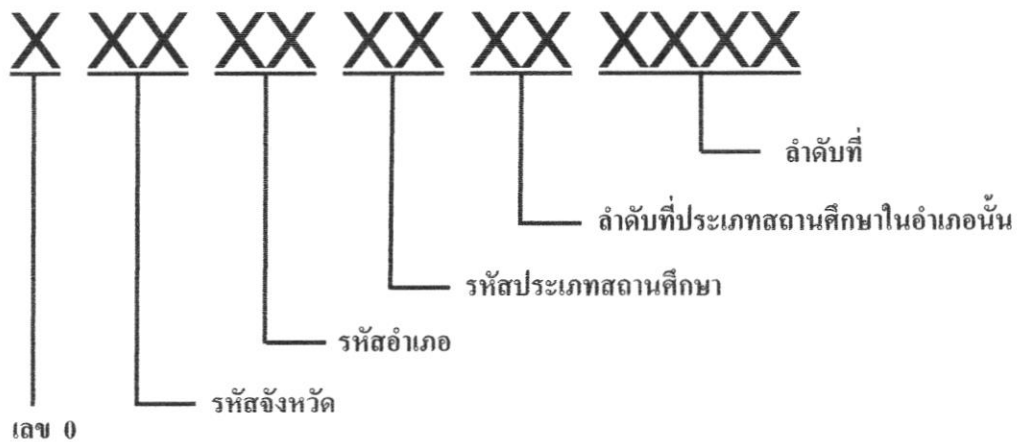 X XX XX XX XX XXXX
ลำดับที่
ลำดับที่ประเภทสถานศึกษาในอำเภอนั้น
รหัสประเภทสถานศึกษา
รหัสอำเภอ
รหัสจังหวัด
เลข 0